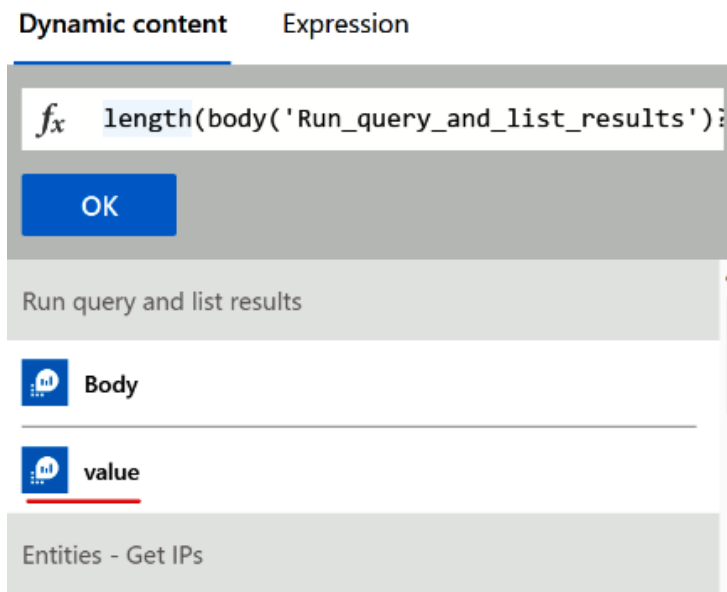 Dynamic content Expression
fx length(body('Run_query_and_list_results')?
OK
Run query and list results
Body
value
Entities - Get IPs